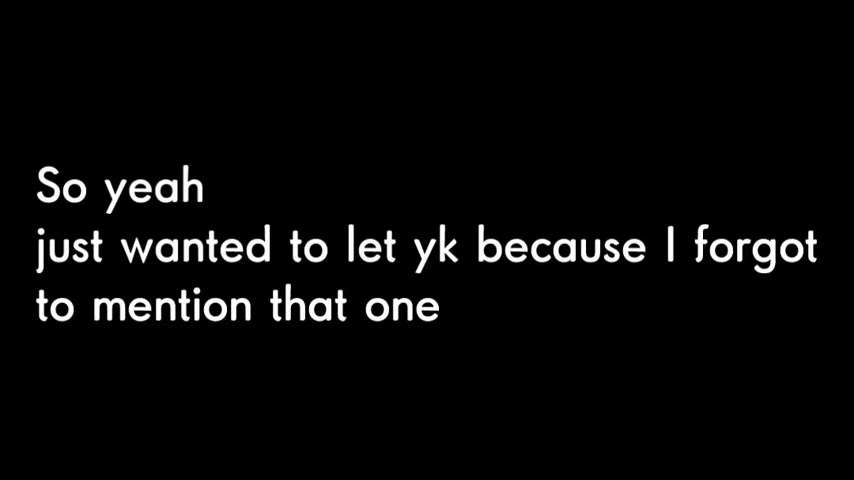 So yeah
just wanted to let yk because I forgot
to mention that one